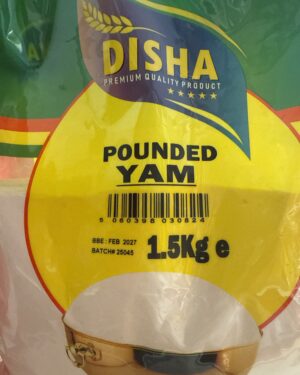 DISHA
PREMIUM QUALITY PRODUCT
POUNDED
YAM
5 060398 030824
BBE : FEB 2027
BATCH# 25045
1.5Kg e